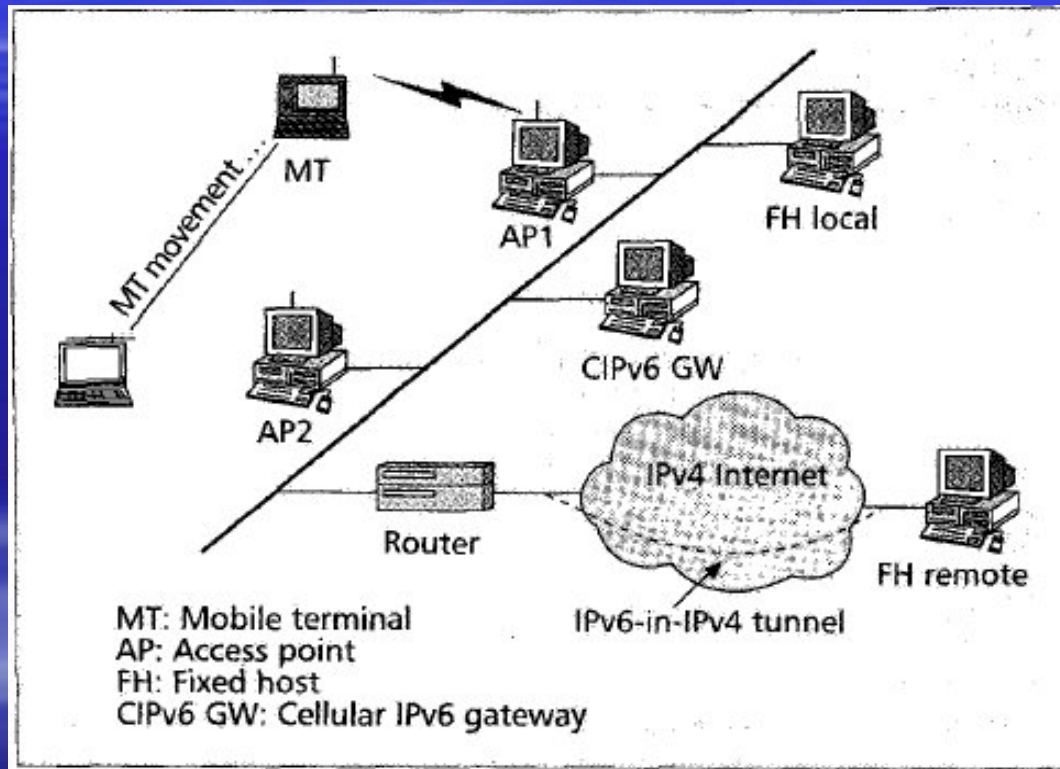 MT
MT movement ...
AP1
FH local
CIPv6 GW
AP2
IPv4 Internet
Router
FH remote
IPv6-in-IPv4 tunnel
MT: Mobile terminal
AP: Access point
FH: Fixed host
CIPv6 GW: Cellular IPv6 gateway